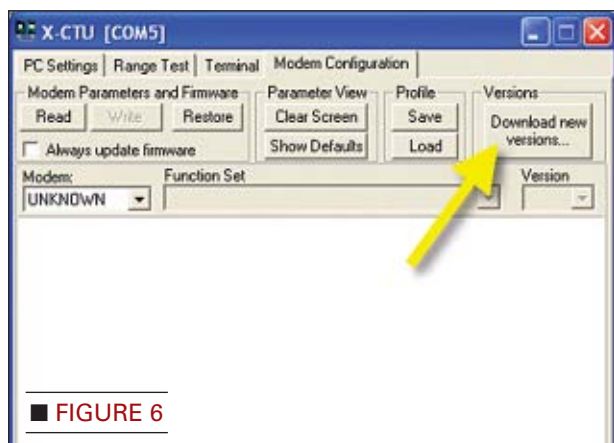 X-CTU [COM5]
PC Settings Range Test Terminal Modem Configuration
Modem Parameters and Firmware Parameter View Profile Versions
Read Write Restore Clear Screen Save Download new versions...
Always update firmware Show Defaults Load
Modem: Function Set Version
UNKNOWN
■ FIGURE 6